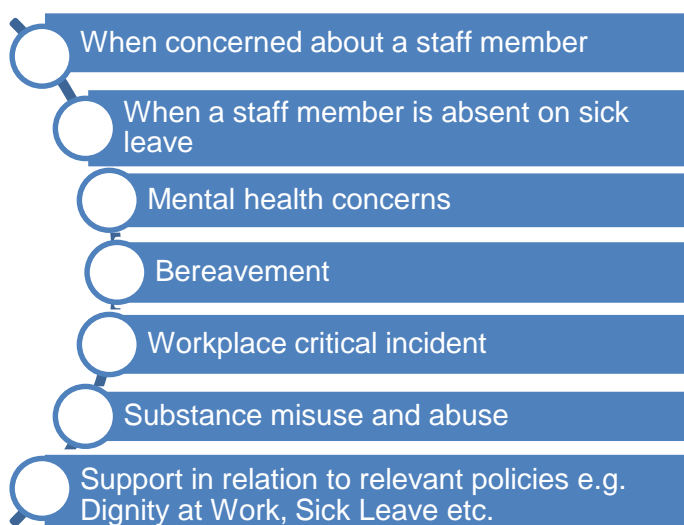 When concerned about a staff member
When a staff member is absent on sick
leave
Mental health concerns
Bereavement
Workplace critical incident
Substance misuse and abuse
Support in relation to relevant policies e.g.
Dignity at Work, Sick Leave etc.